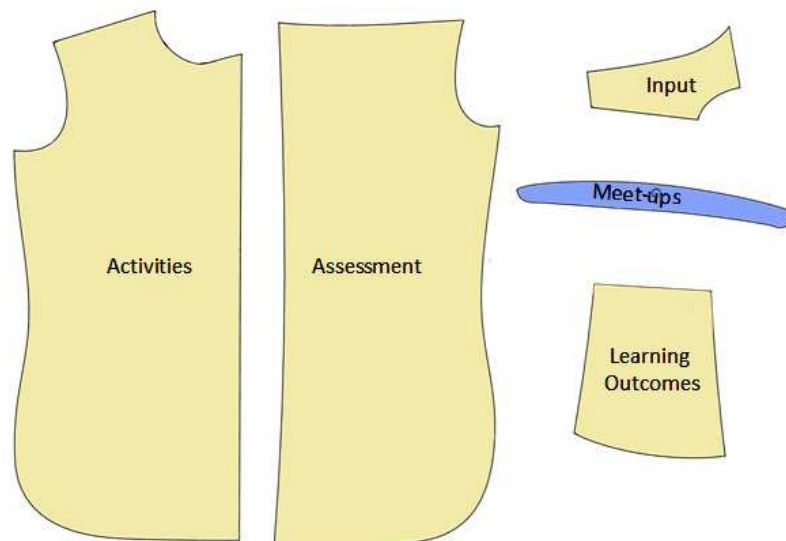 Input
Meet-ups
Activities
Assessment
Learning
Outcomes